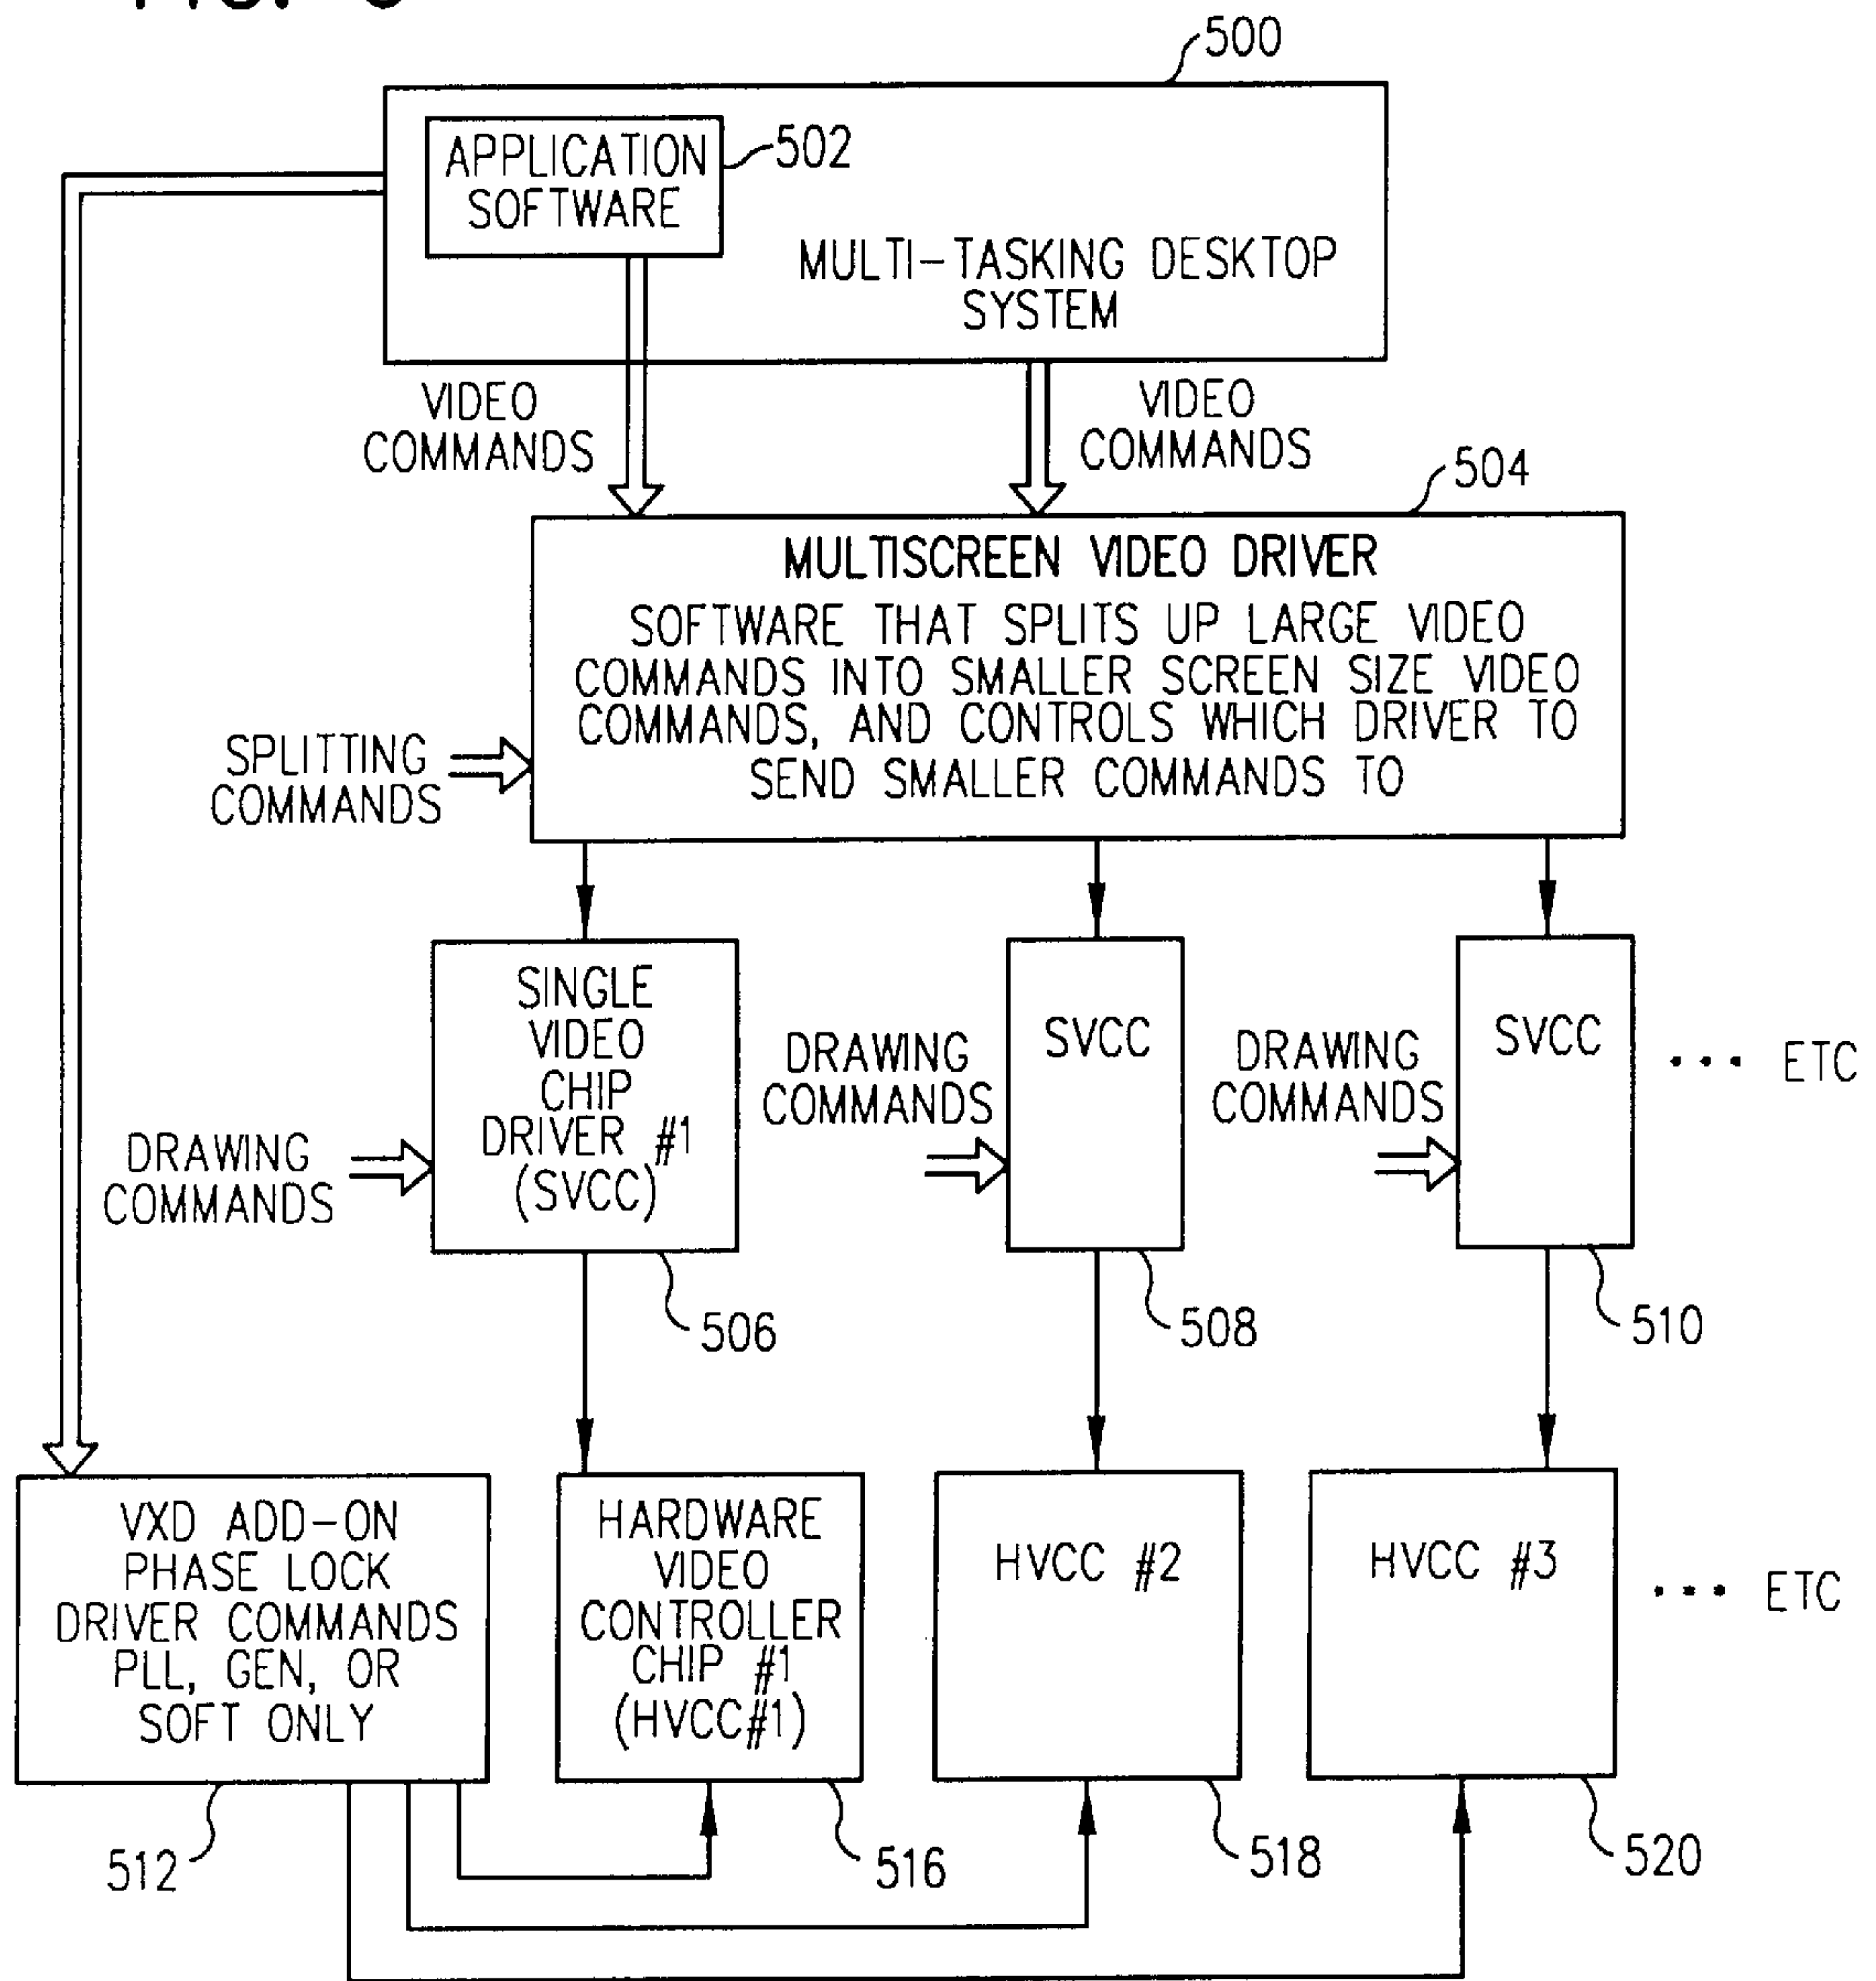 500
APPLICATION
SOFTWARE
502
MULTI-TASKING DESKTOP
SYSTEM
VIDEO
COMMANDS
VIDEO
COMMANDS
504
MULTISCREEN VIDEO DRIVER
SOFTWARE THAT SPLITS UP LARGE VIDEO
COMMANDS INTO SMALLER SCREEN SIZE VIDEO
COMMANDS, AND CONTROLS WHICH DRIVER TO
SEND SMALLER COMMANDS TO
SPLITTING
COMMANDS
SINGLE
VIDEO
CHIP
DRIVER #1
(SVCC)
DRAWING
COMMANDS
506
SVCC
DRAWING
COMMANDS
508
SVCC
DRAWING
COMMANDS
510
... ETC
VXD ADD-ON
PHASE LOCK
DRIVER COMMANDS
PLL, GEN, OR
SOFT ONLY
512
HARDWARE
VIDEO
CONTROLLER
CHIP #1
(HVCC#1)
516
HVCC #2
518
HVCC #3
520
... ETC